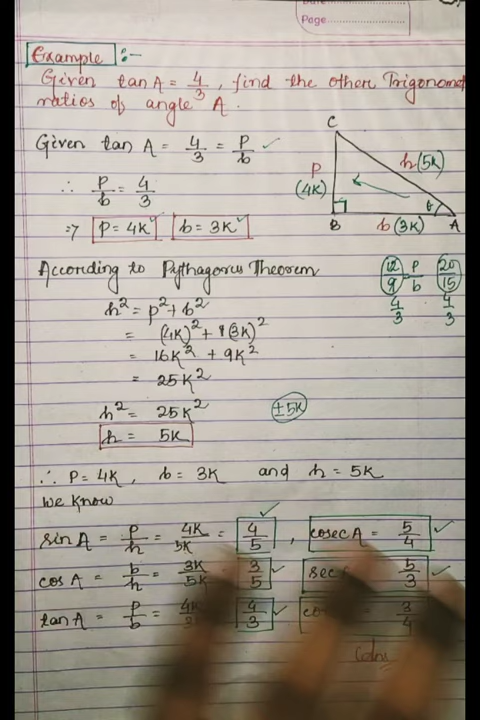 Page
Example :-
Given tan A = 4/3, find the other Trigonomet
ratios of angle A.
Given tan A = 4/3 = P/b ✓
∴ P/b = 4/3
=> P = 4K ✓ b = 3K ✓
C
P
(4K)
h (5K)
B
b (3K)
A
According to Pythagorus Theorem
12/9 P/b 20/15
4/3 4/3
h² = p² + b²
= (4K)² + (3K)²
= 16K² + 9K²
= 25K²
h² = 25K² ±5K
h = 5K
∴ P = 4K, b = 3K and h = 5K
We Know
sin A = P/h = 4K/5K = 4/5, cosec A = 5/4 ✓
cos A = b/h = 3K/5K = 3/5 ✓ sec 5/3 ✓
tan A = P/b = 4K = 4/3 ✓ = 3/4